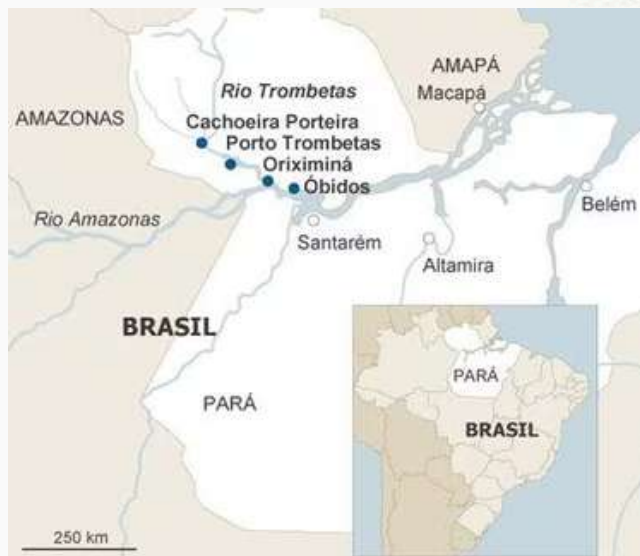 AMAPÁ
Macapá
Rio Trombetas
AMAZONAS
Cachoeira Porteira
Porto Trombetas
Oriximiná
Óbidos
Rio Amazonas
Belém
Santarém
Altamira
BRASIL
PARÁ
PARÁ
BRASIL
250 km